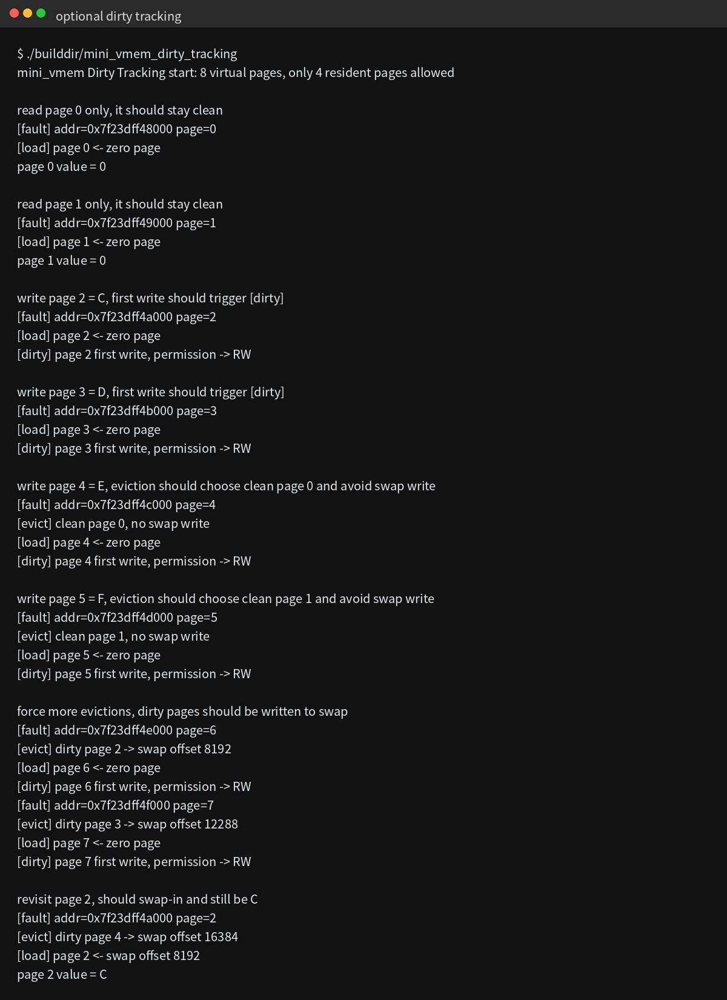 optional dirty tracking
$ ./builddir/mini_vmem_dirty_tracking
mini_vmem Dirty Tracking start: 8 virtual pages, only 4 resident pages allowed
read page 0 only, it should stay clean
[fault] addr=0x7f23dff48000 page=0
[load] page 0 <- zero page
page 0 value = 0
read page 1 only, it should stay clean
[fault] addr=0x7f23dff49000 page=1
[load] page 1 <- zero page
page 1 value = 0
write page 2 = C, first write should trigger [dirty]
[fault] addr=0x7f23dff4a000 page=2
[load] page 2 <- zero page
[dirty] page 2 first write, permission -> RW
write page 3 = D, first write should trigger [dirty]
[fault] addr=0x7f23dff4b000 page=3
[load] page 3 <- zero page
[dirty] page 3 first write, permission -> RW
write page 4 = E, eviction should choose clean page 0 and avoid swap write
[fault] addr=0x7f23dff4c000 page=4
[evict] clean page 0, no swap write
[load] page 4 <- zero page
[dirty] page 4 first write, permission -> RW
write page 5 = F, eviction should choose clean page 1 and avoid swap write
[fault] addr=0x7f23dff4d000 page=5
[evict] clean page 1, no swap write
[load] page 5 <- zero page
[dirty] page 5 first write, permission -> RW
force more evictions, dirty pages should be written to swap
[fault] addr=0x7f23dff4e000 page=6
[evict] dirty page 2 -> swap offset 8192
[load] page 6 <- zero page
[dirty] page 6 first write, permission -> RW
[fault] addr=0x7f23dff4f000 page=7
[evict] dirty page 3 -> swap offset 12288
[load] page 7 <- zero page
[dirty] page 7 first write, permission -> RW
revisit page 2, should swap-in and still be C
[fault] addr=0x7f23dff4a000 page=2
[evict] dirty page 4 -> swap offset 16384
[load] page 2 <- swap offset 8192
page 2 value = C